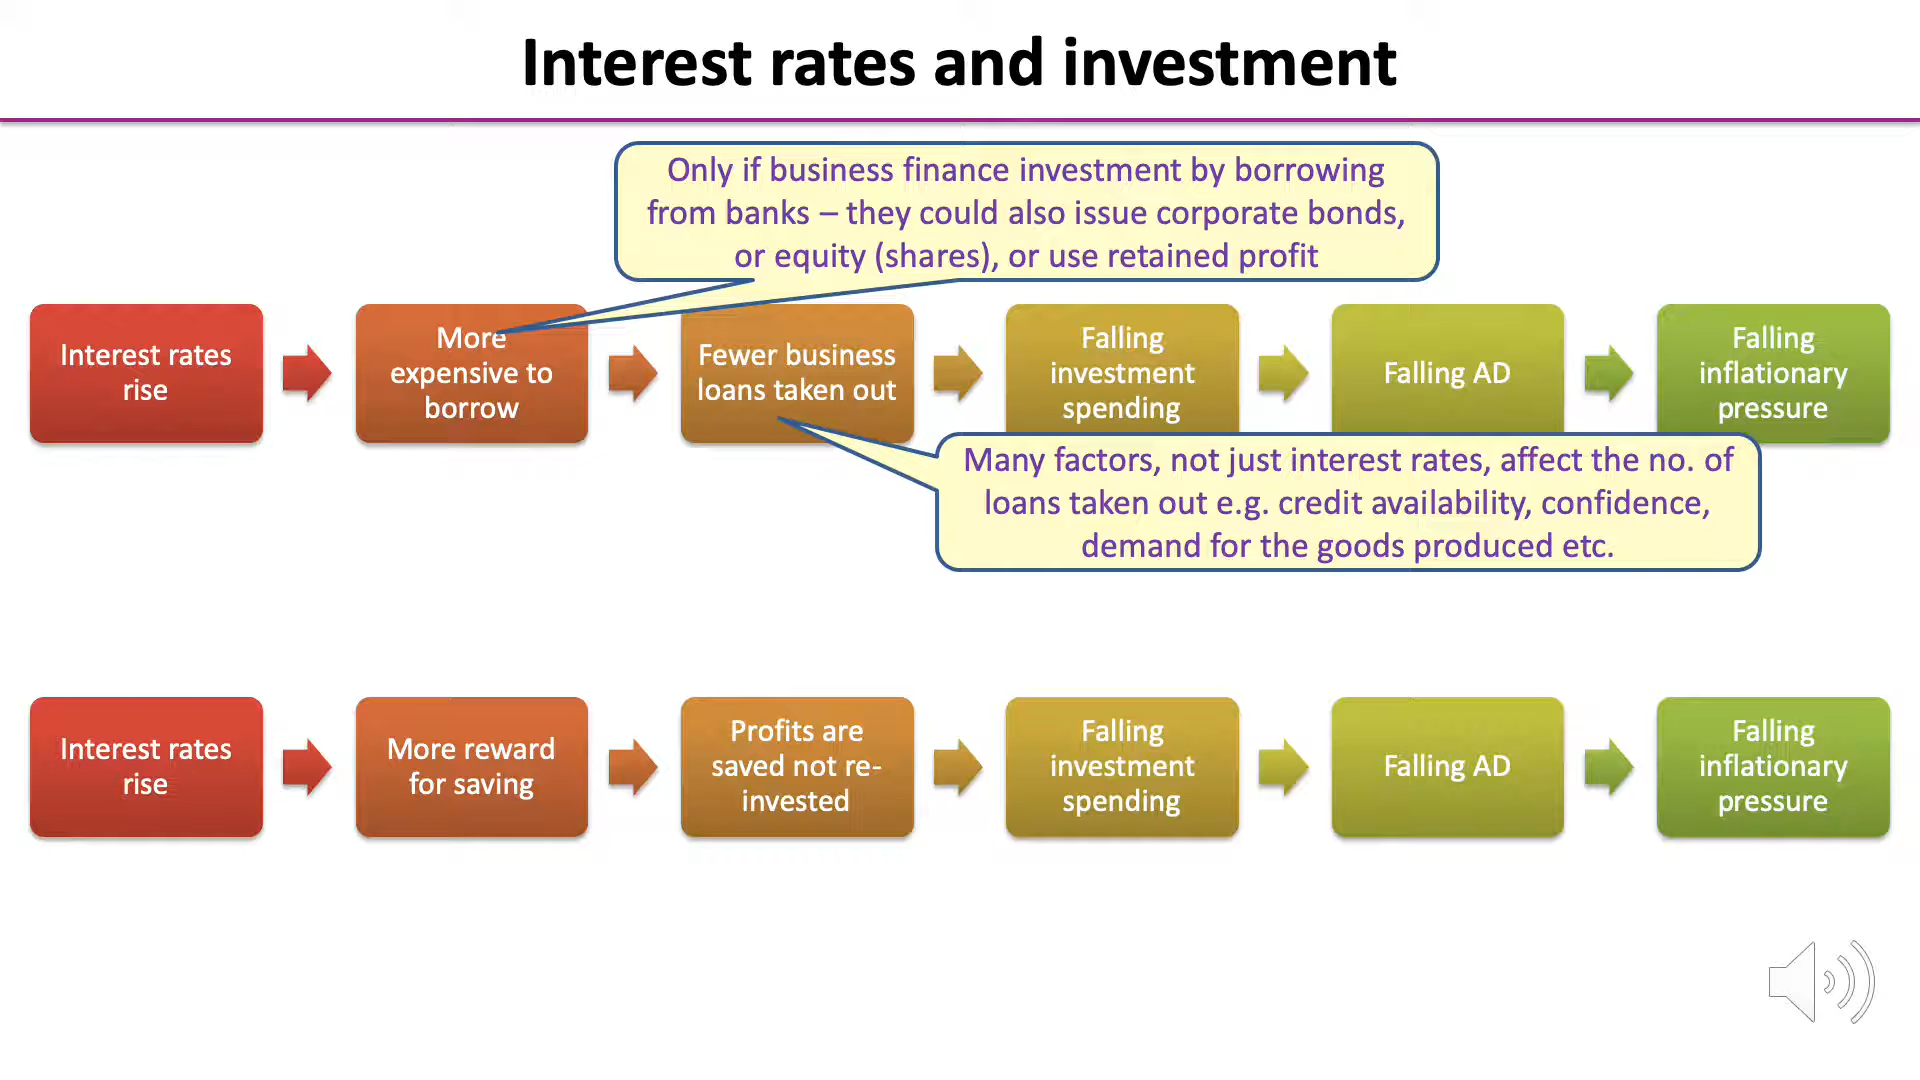 Interest rates and investment
Only if business finance investment by borrowing
from banks – they could also issue corporate bonds,
or equity (shares), or use retained profit
Interest rates
rise
More
expensive to
borrow
Fewer business
loans taken out
Falling
investment
spending
Falling AD
Falling
inflationary
pressure
Many factors, not just interest rates, affect the no. of
loans taken out e.g. credit availability, confidence,
demand for the goods produced etc.
Interest rates
rise
More reward
for saving
Profits are
saved not re-
invested
Falling
investment
spending
Falling AD
Falling
inflationary
pressure